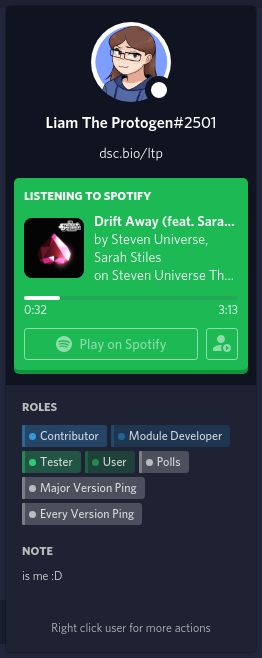 Liam The Protogen#2501
dsc.bio/ltp
LISTENING TO SPOTIFY
Drift Away (feat. Sara...
by Steven Universe,
Sarah Stiles
on Steven Universe Th...
0:32 3:13
Play on Spotify
ROLES
Contributor Module Developer
Tester User Polls
Major Version Ping
Every Version Ping
NOTE
is me :D
Right click user for more actions